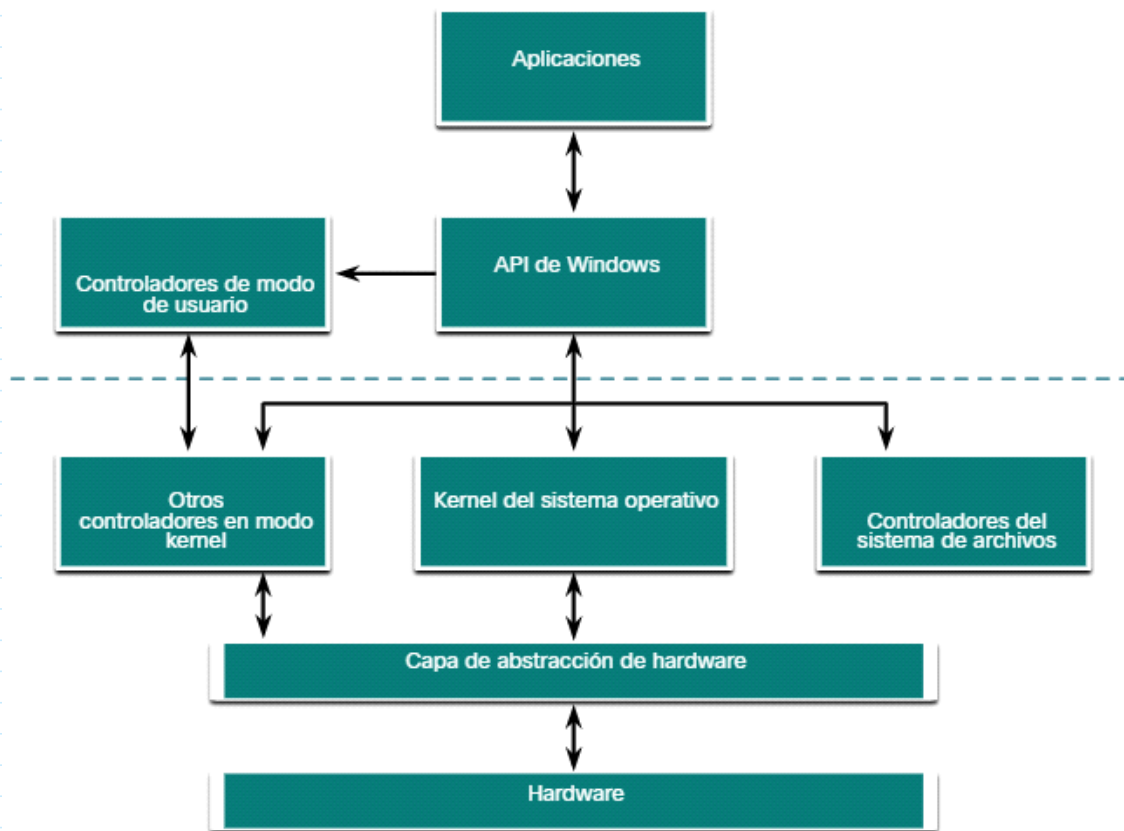 Aplicaciones
API de Windows
Controladores de modo
de usuario
Otros
controladores en modo
kernel
Kernel del sistema operativo
Controladores del
sistema de archivos
Capa de abstracción de hardware
Hardware